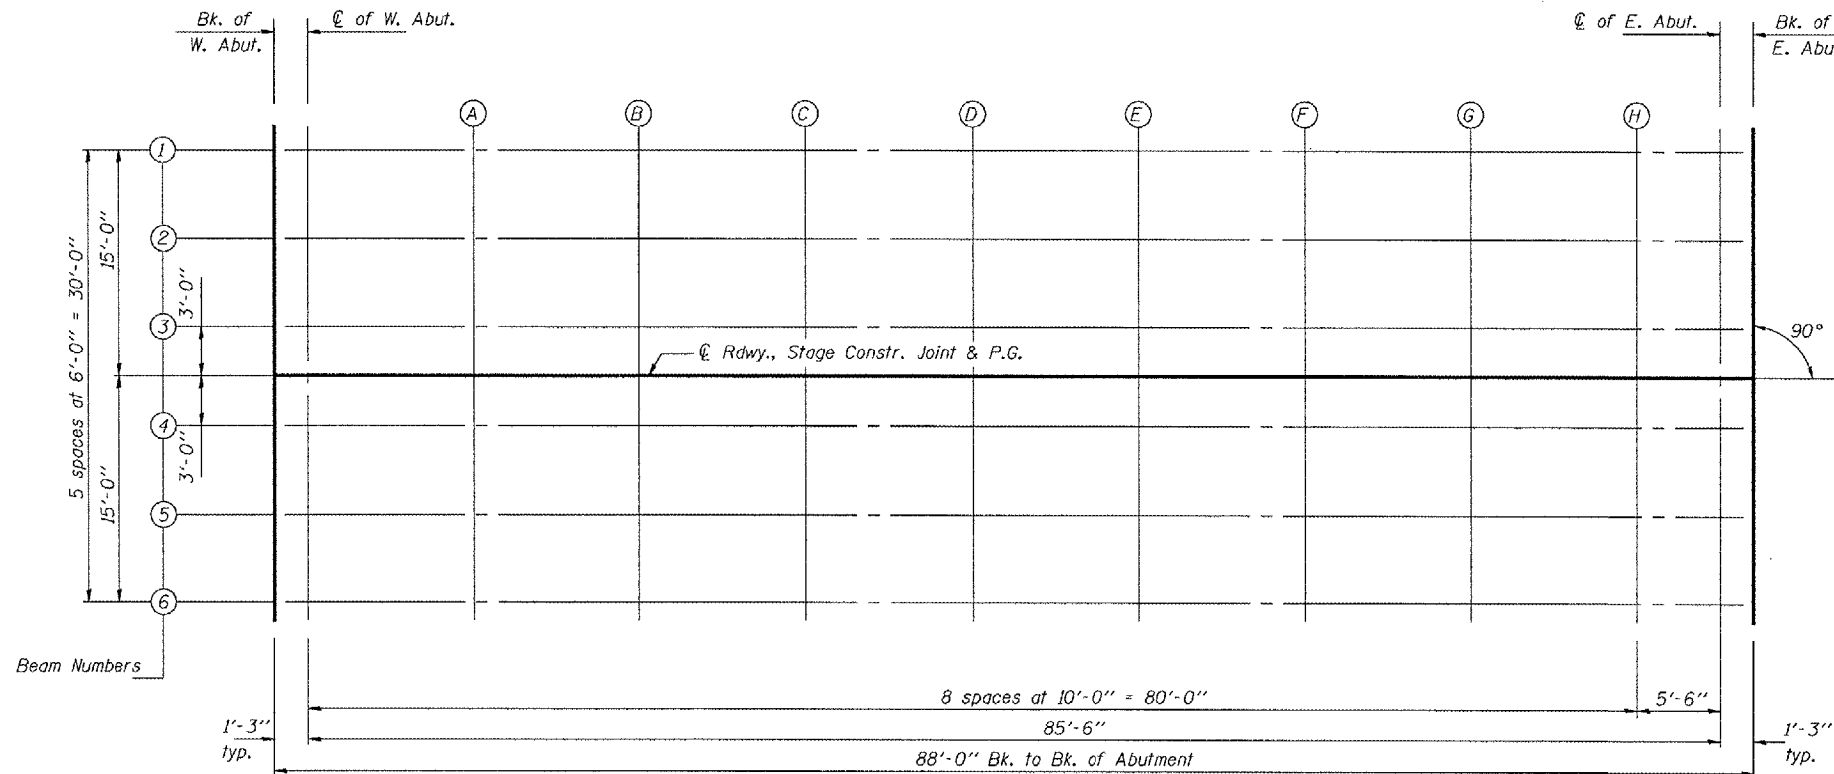 Bk. of
W. Abut.
℄ of W. Abut.
℄ of E. Abut.
Bk. of
E. Abu
A
B
C
D
E
F
G
H
1
2
3
4
5
6
5 spaces at 6'-0" = 30'-0"
15'-0"
15'-0"
3'-0"
3'-0"
℄ Rdwy., Stage Constr. Joint & P.G.
90°
Beam Numbers
8 spaces at 10'-0" = 80'-0"
5'-6"
1'-3"
typ.
85'-6"
1'-3"
typ.
88'-0" Bk. to Bk. of Abutment